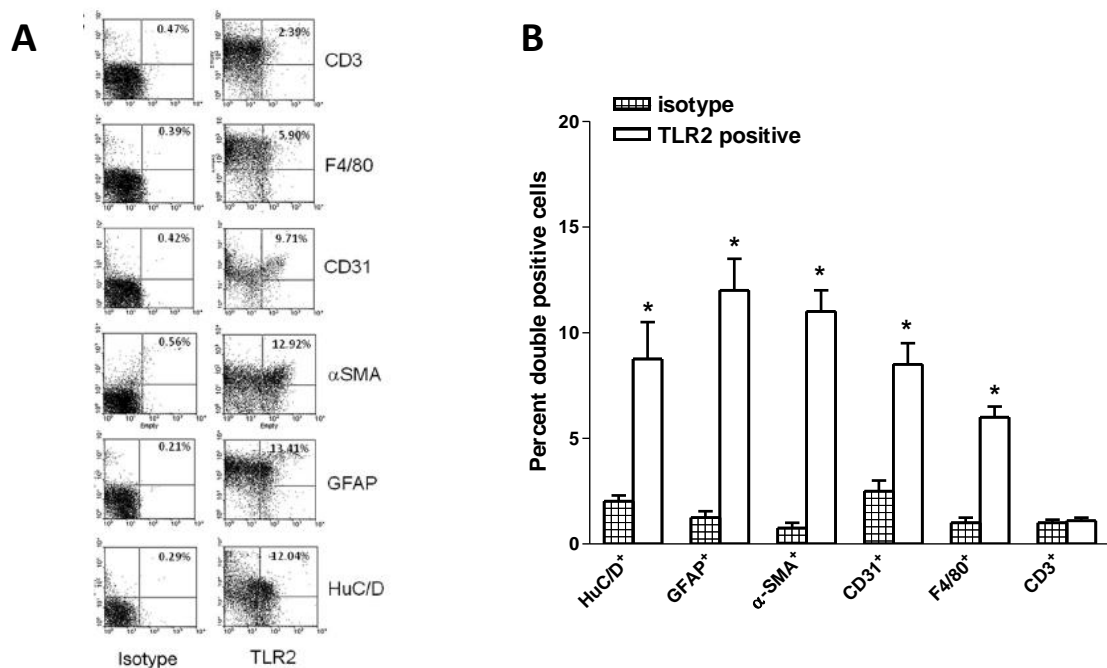 A
0.47%
2.39%
CD3
0.39%
5.90%
F4/80
0.42%
9.71%
CD31
0.56%
12.92%
αSMA
Empty
0.21%
13.41%
GFAP
0.29%
12.04%
HuC/D
Isotype
TLR2
B
isotype
TLR2 positive
Percent double positive cells
20
15
10
5
0
*
*
*
*
*
HuC/D⁺
GFAP⁺
α-SMA⁺
CD31⁺
F4/80⁺
CD3⁺